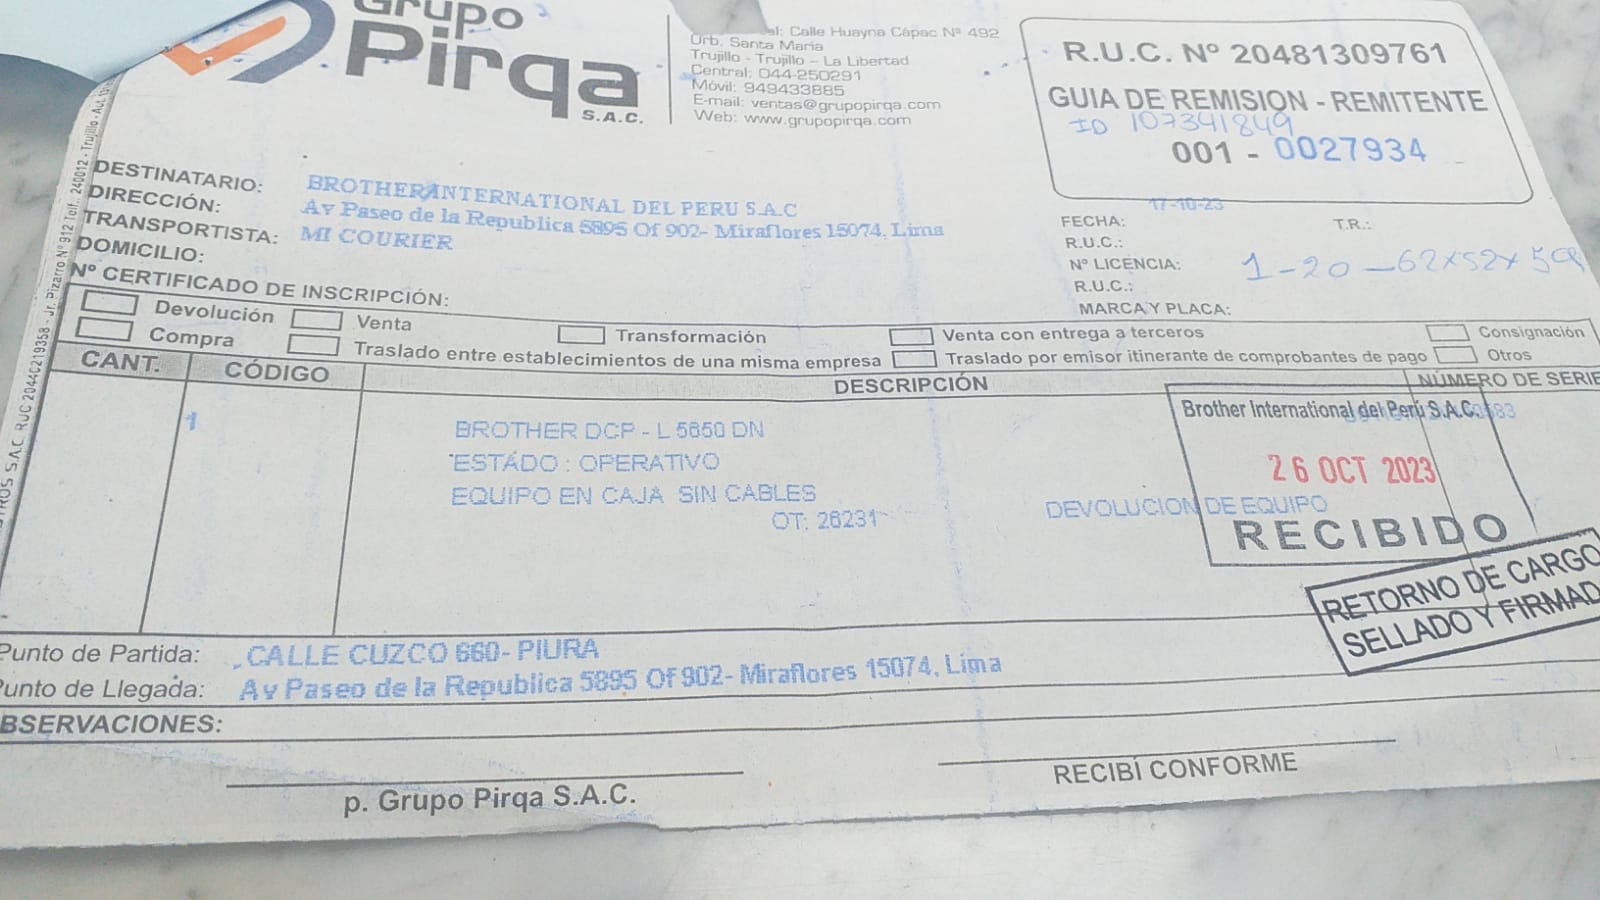 Grupo
Pirqa
S.A.C.
al: Calle Huayna Cápac Nº 492
Urb. Santa María
Trujillo - Trujillo - La Libertad
Central: 044-250291
Móvil: 949433885
E-mail: ventas@grupopirqa.com
Web: www.grupopirqa.com
R.U.C. Nº 20481309761
GUIA DE REMISION - REMITENTE
ID 107341849
001 - 0027934
DESTINATARIO: BROTHER INTERNATIONAL DEL PERU S.A.C
DIRECCIÓN: Av Paseo de la Republica 5895 Of 902- Miraflores 15074, Lima
TRANSPORTISTA: MI COURIER
DOMICILIO:
Nº CERTIFICADO DE INSCRIPCIÓN:
FECHA: 17-10-23 T.R.:
R.U.C.:
Nº LICENCIA: 1-20-62x52x59
R.U.C.:
MARCA Y PLACA:
Devolución Venta Transformación Venta con entrega a terceros Consignación
Compra Traslado entre establecimientos de una misma empresa Traslado por emisor itinerante de comprobantes de pago Otros
CANT. CÓDIGO DESCRIPCIÓN NÚMERO DE SERIE
1 BROTHER DCP - L 5650 DN
ESTADO : OPERATIVO
EQUIPO EN CAJA SIN CABLES
OT: 26231
DEVOLUCION DE EQUIPO
Brother International del Perú S.A.C.
26 OCT 2023
RECIBIDO
RETORNO DE CARGO
SELLADO Y FIRMAD
Punto de Partida: CALLE CUZCO 660- PIURA
Punto de Llegada: Av Paseo de la Republica 5895 Of 902- Miraflores 15074, Lima
BSERVACIONES:
p. Grupo Pirqa S.A.C.
RECIBÍ CONFORME